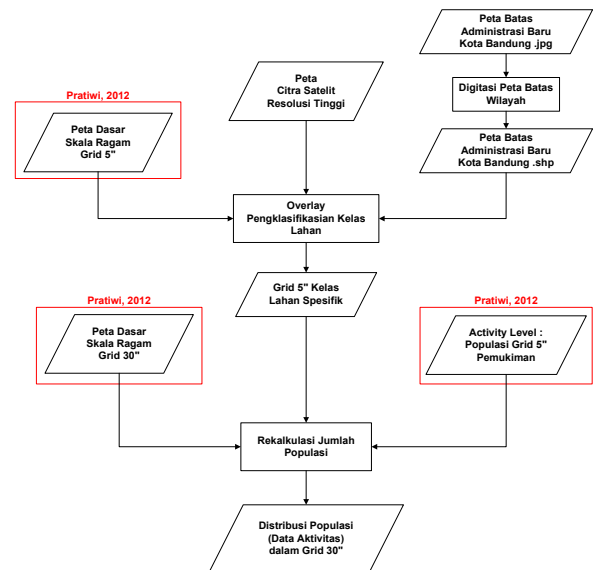 Peta Batas
Administrasi Baru
Kota Bandung .jpg
Peta
Citra Satelit
Resolusi Tinggi
Digitasi Peta Batas
Wilayah
Pratiwi, 2012
Peta Dasar
Skala Ragam
Grid 5"
Peta Batas
Administrasi Baru
Kota Bandung .shp
Overlay
Pengklasifikasian Kelas
Lahan
Grid 5" Kelas
Lahan Spesifik
Pratiwi, 2012
Peta Dasar
Skala Ragam
Grid 30"
Pratiwi, 2012
Activity Level :
Populasi Grid 5"
Pemukiman
Rekalkulasi Jumlah
Populasi
Distribusi Populasi
(Data Aktivitas)
dalam Grid 30"